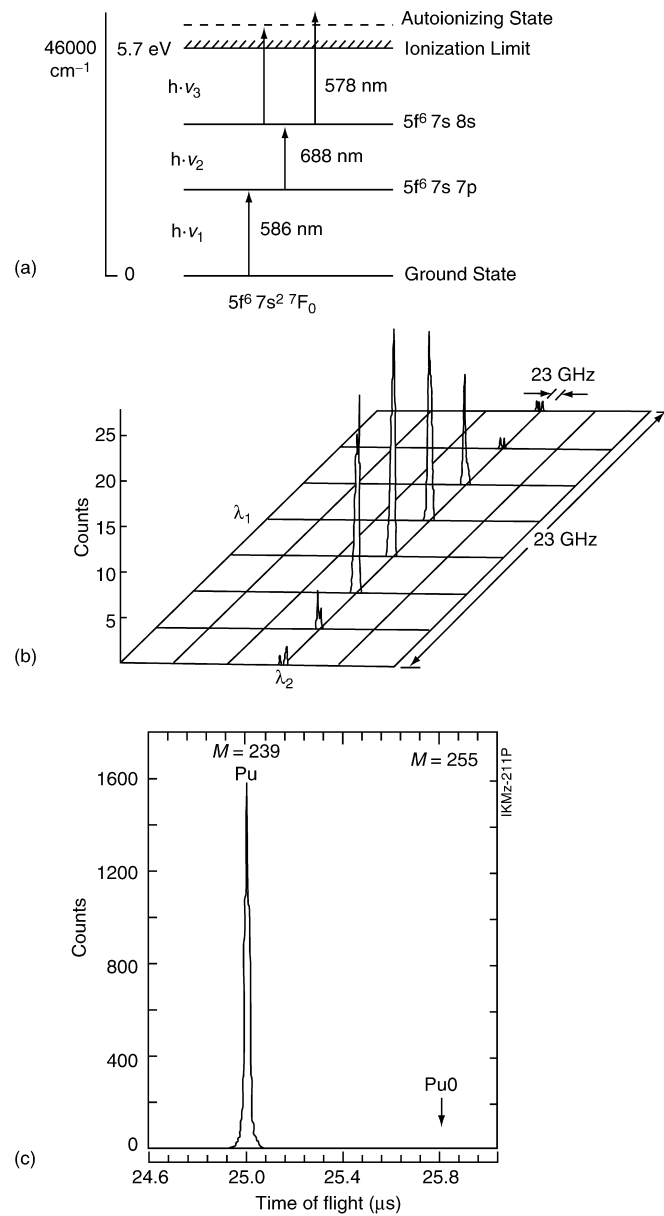 (a)
Autoionizing State
46000 cm⁻¹
5.7 eV
Ionization Limit
h·ν₃
578 nm
5f⁶ 7s 8s
h·ν₂
688 nm
5f⁶ 7s 7p
h·ν₁
586 nm
0
Ground State
5f⁶ 7s² ⁷F₀
(b)
23 GHz
25
20
15
10
5
Counts
λ₁
23 GHz
λ₂
(c)
M = 239
Pu
M = 255
IKMz-211P
1600
1200
800
400
0
Counts
Pu0
24.6 25.0 25.4 25.8
Time of flight (μs)